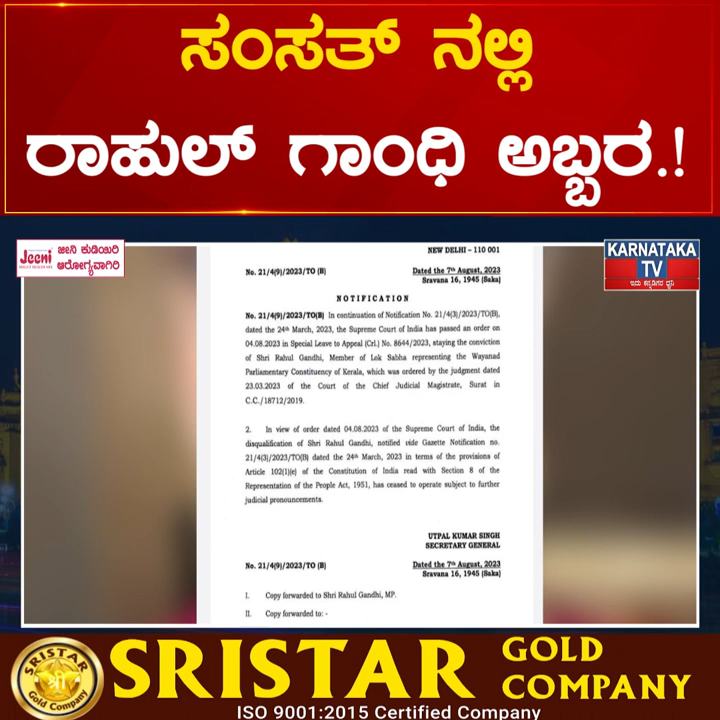 ಸಂಸತ್ ನಲ್ಲಿ
ರಾಹುಲ್ ಗಾಂಧಿ ಅಬ್ಬರ.!
Jeeni
ಜೀನಿ ಕುಡಿಯಿರಿ
ಆರೋಗ್ಯವಾಗಿರಿ
KARNATAKA
TV
ಇದು ಕನ್ನಡಿಗರ ಧ್ವನಿ
NEW DELHI – 110 001
No. 21/4(9)/2023/TO (B) Dated the 7th August, 2023
Sravana 16, 1945 (Saka)
NOTIFICATION
No. 21/4(9)/2023/TO(B) In continuation of Notification No. 21/4(3)/2023/TO(B),
dated the 24th March, 2023, the Supreme Court of India has passed an order on
04.08.2023 in Special Leave to Appeal (Crl.) No. 8644/2023, staying the conviction
of Shri Rahul Gandhi, Member of Lok Sabha representing the Wayanad
Parliamentary Constituency of Kerala, which was ordered by the judgment dated
23.03.2023 of the Court of the Chief Judicial Magistrate, Surat in
C.C./18712/2019.
2. In view of order dated 04.08.2023 of the Supreme Court of India, the
disqualification of Shri Rahul Gandhi, notified vide Gazette Notification no.
21/4(3)/2023/TO(B) dated the 24th March, 2023 in terms of the provisions of
Article 102(1)(e) of the Constitution of India read with Section 8 of the
Representation of the People Act, 1951, has ceased to operate subject to further
judicial pronouncements.
UTPAL KUMAR SINGH
SECRETARY GENERAL
No. 21/4(9)/2023/TO (B) Dated the 7th August, 2023
Sravana 16, 1945 (Saka)
I. Copy forwarded to Shri Rahul Gandhi, MP.
II. Copy forwarded to: -
SRISTAR
श्री
Gold Company
SRISTAR GOLD
COMPANY
ISO 9001:2015 Certified Company